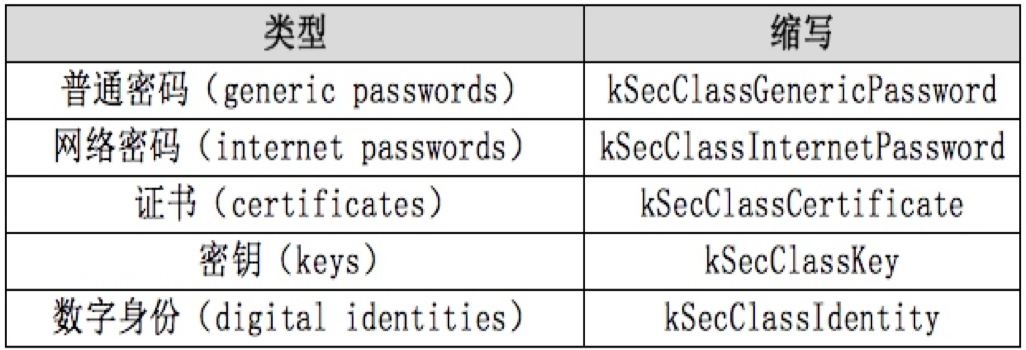 类型 缩写
普通密码（generic passwords） kSecClassGenericPassword
网络密码（internet passwords） kSecClassInternetPassword
证书（certificates） kSecClassCertificate
密钥（keys） kSecClassKey
数字身份（digital identities） kSecClassIdentity